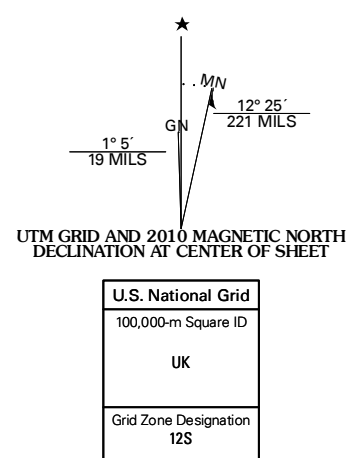 MN
12° 25´
221 MILS
GN
1° 5´
19 MILS
UTM GRID AND 2010 MAGNETIC NORTH
DECLINATION AT CENTER OF SHEET
U.S. National Grid
100,000-m Square ID
UK
Grid Zone Designation
12S